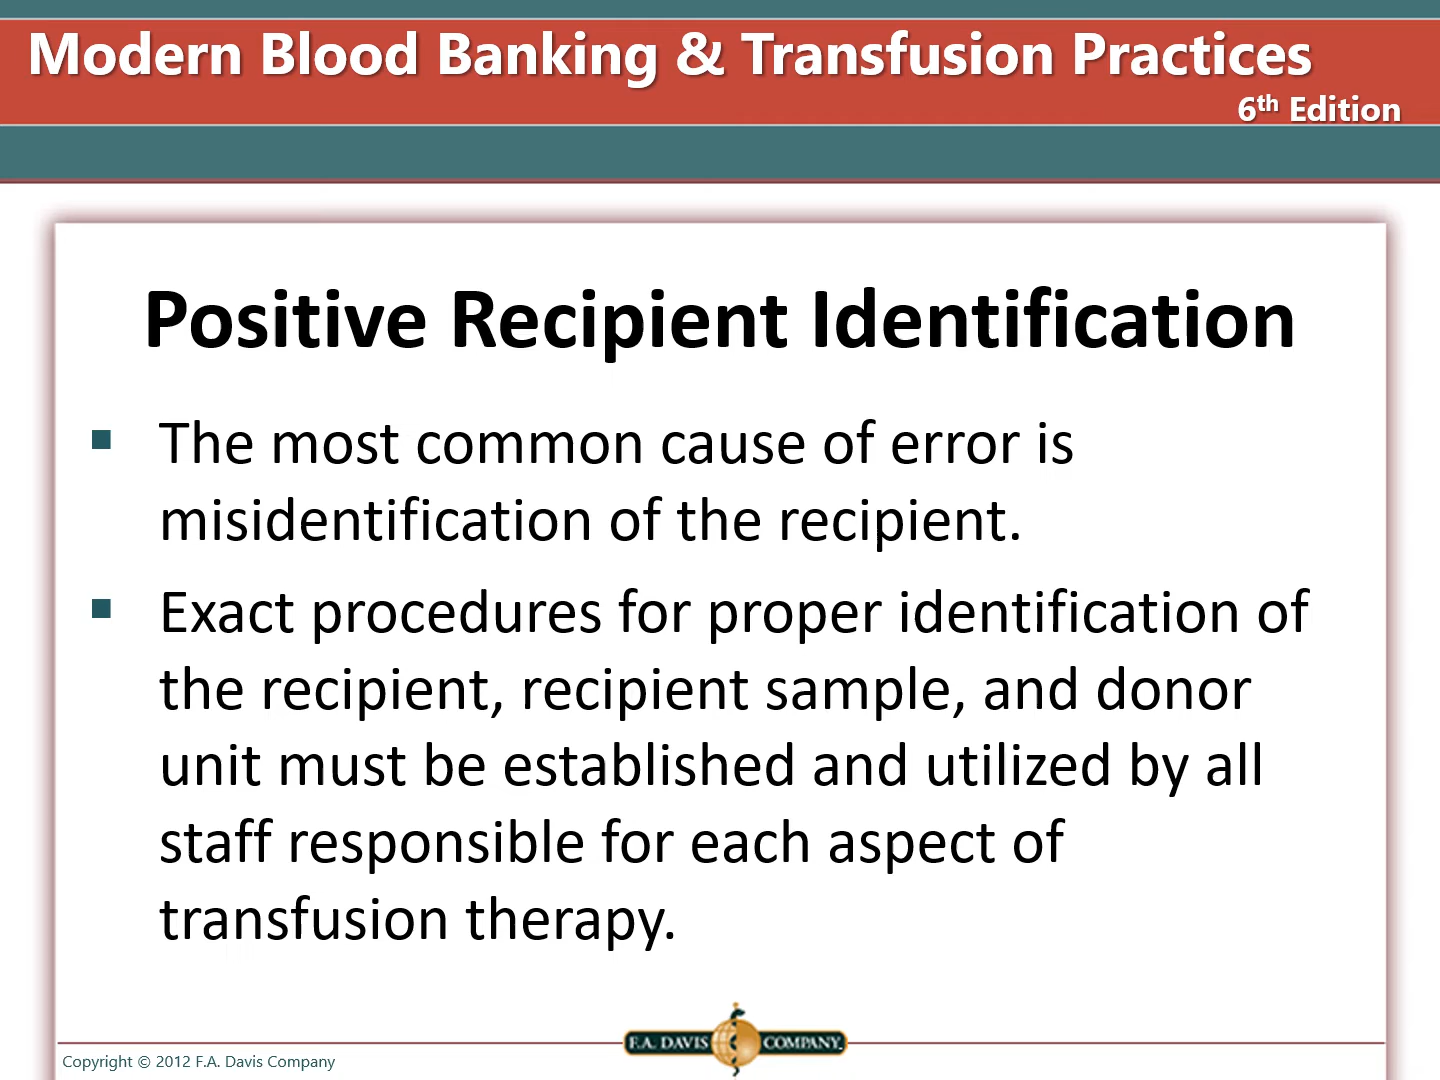 Modern Blood Banking & Transfusion Practices
6th Edition
Positive Recipient Identification
▪ The most common cause of error is
misidentification of the recipient.
▪ Exact procedures for proper identification of
the recipient, recipient sample, and donor
unit must be established and utilized by all
staff responsible for each aspect of
transfusion therapy.
F.A. DAVIS COMPANY
Copyright © 2012 F.A. Davis Company